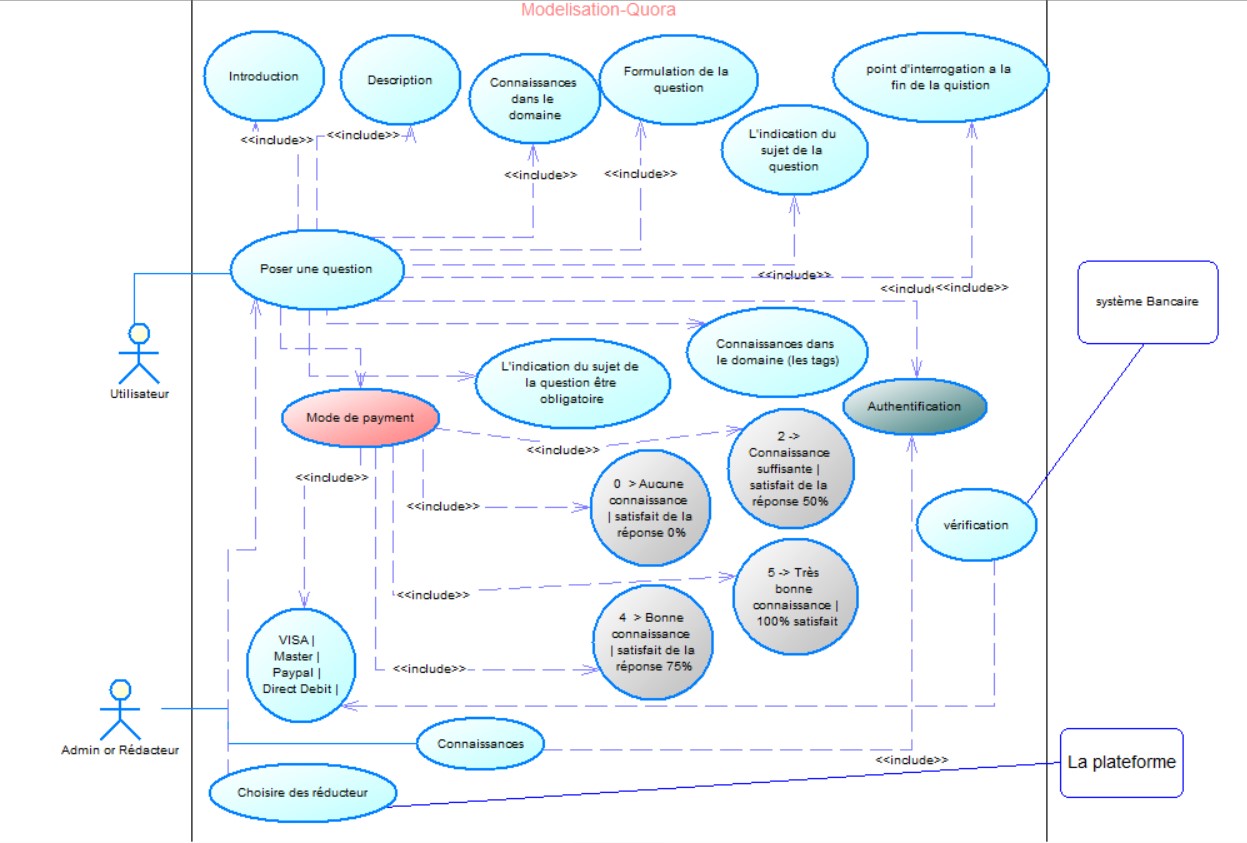 Modelisation-Quora
Introduction
Description
Connaissances
dans le
domaine
Formulation de la
question
point d'interrogation a la
fin de la quistion
L'indication du
sujet de la
question
<<include>>
<<include>>
<<include>>
<<include>>
Poser une question
<<include>>
<<include>>
<<include>>
système Bancaire
Utilisateur
Connaissances dans
le domaine (les tags)
L'indication du sujet de
la question être
obligatoire
Mode de payment
Authentification
<<include>>
2 ->
Connaissance
suffisante |
satisfait de la
réponse 50%
<<include>>
0 > Aucune
connaissance
| satisfait de la
réponse 0%
<<include>>
vérification
5 -> Très
bonne
connaissance |
100% satisfait
<<include>>
4 > Bonne
connaissance
| satisfait de la
réponse 75%
<<include>>
VISA |
Master |
Paypal |
Direct Debit |
Admin or Rédacteur
Connaissances
<<include>>
La plateforme
Choisire des réducteur